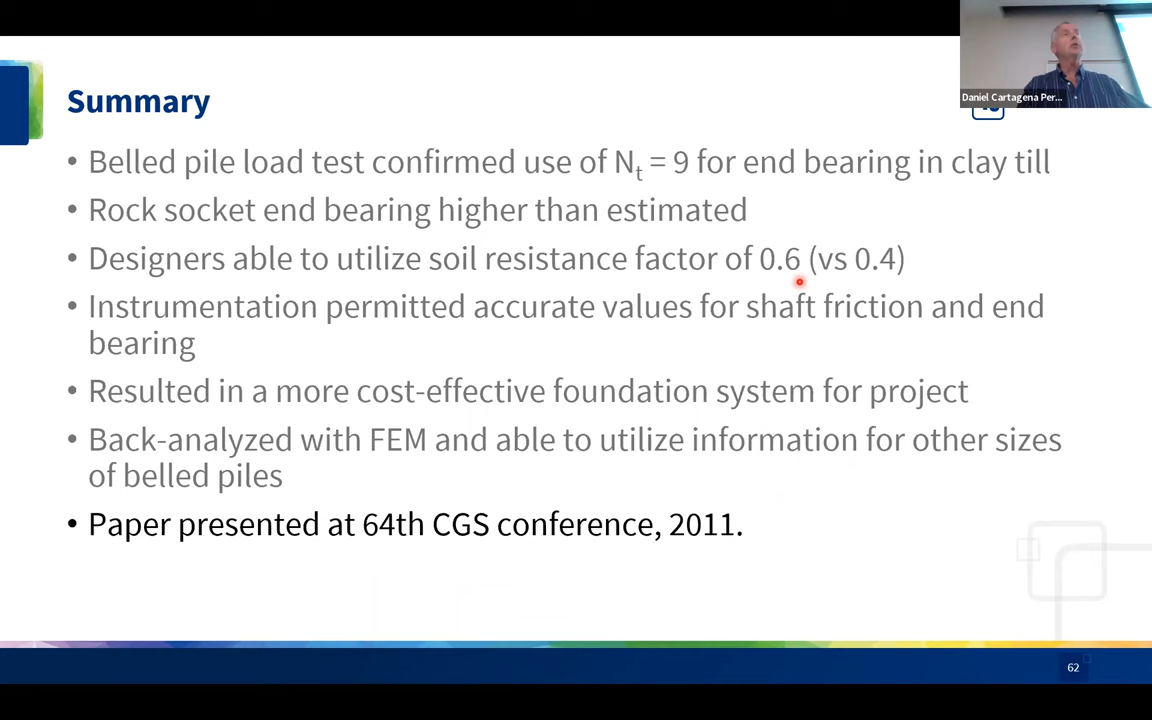 Daniel Cartagena Per...
Summary
• Belled pile load test confirmed use of Nt = 9 for end bearing in clay till
• Rock socket end bearing higher than estimated
• Designers able to utilize soil resistance factor of 0.6 (vs 0.4)
• Instrumentation permitted accurate values for shaft friction and end
bearing
• Resulted in a more cost-effective foundation system for project
• Back-analyzed with FEM and able to utilize information for other sizes
of belled piles
• Paper presented at 64th CGS conference, 2011.
62